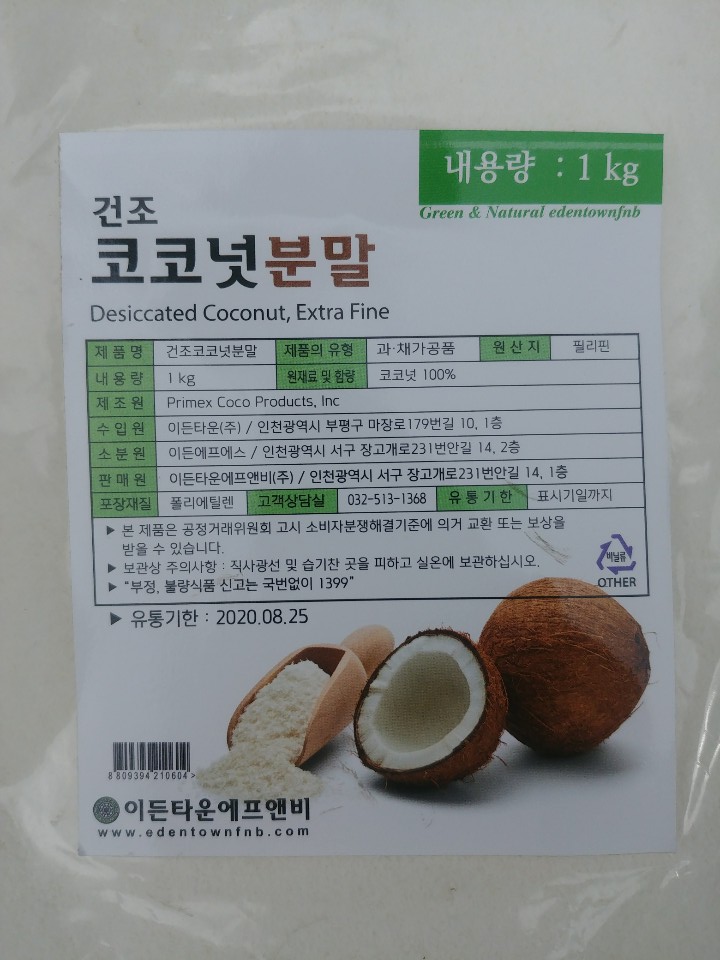 내용량 : 1 kg
Green & Natural edentownfnb
건조
코코넛분말
Desiccated Coconut, Extra Fine
제품명 건조코코넛분말 제품의 유형 과·채가공품 원산지 필리핀
내용량 1 kg 원재료 및 함량 코코넛 100%
제조원 Primex Coco Products, Inc
수입원 이든타운(주) / 인천광역시 부평구 마장로179번길 10, 1층
소분원 이든에프에스 / 인천광역시 서구 장고개로231번안길 14, 2층
판매원 이든타운에프앤비(주) / 인천광역시 서구 장고개로231번안길 14, 1층
포장재질 폴리에틸렌 고객상담실 032-513-1368 유통기한 표시기일까지
▶ 본 제품은 공정거래위원회 고시 소비자분쟁해결기준에 의거 교환 또는 보상을
받을 수 있습니다.
▶ 보관상 주의사항 : 직사광선 및 습기찬 곳을 피하고 실온에 보관하십시오.
▶ “부정, 불량식품 신고는 국번없이 1399”
비닐류
OTHER
▶ 유통기한 : 2020.08.25
8 809394 210604 >
이든타운에프앤비
www.edentownfnb.com